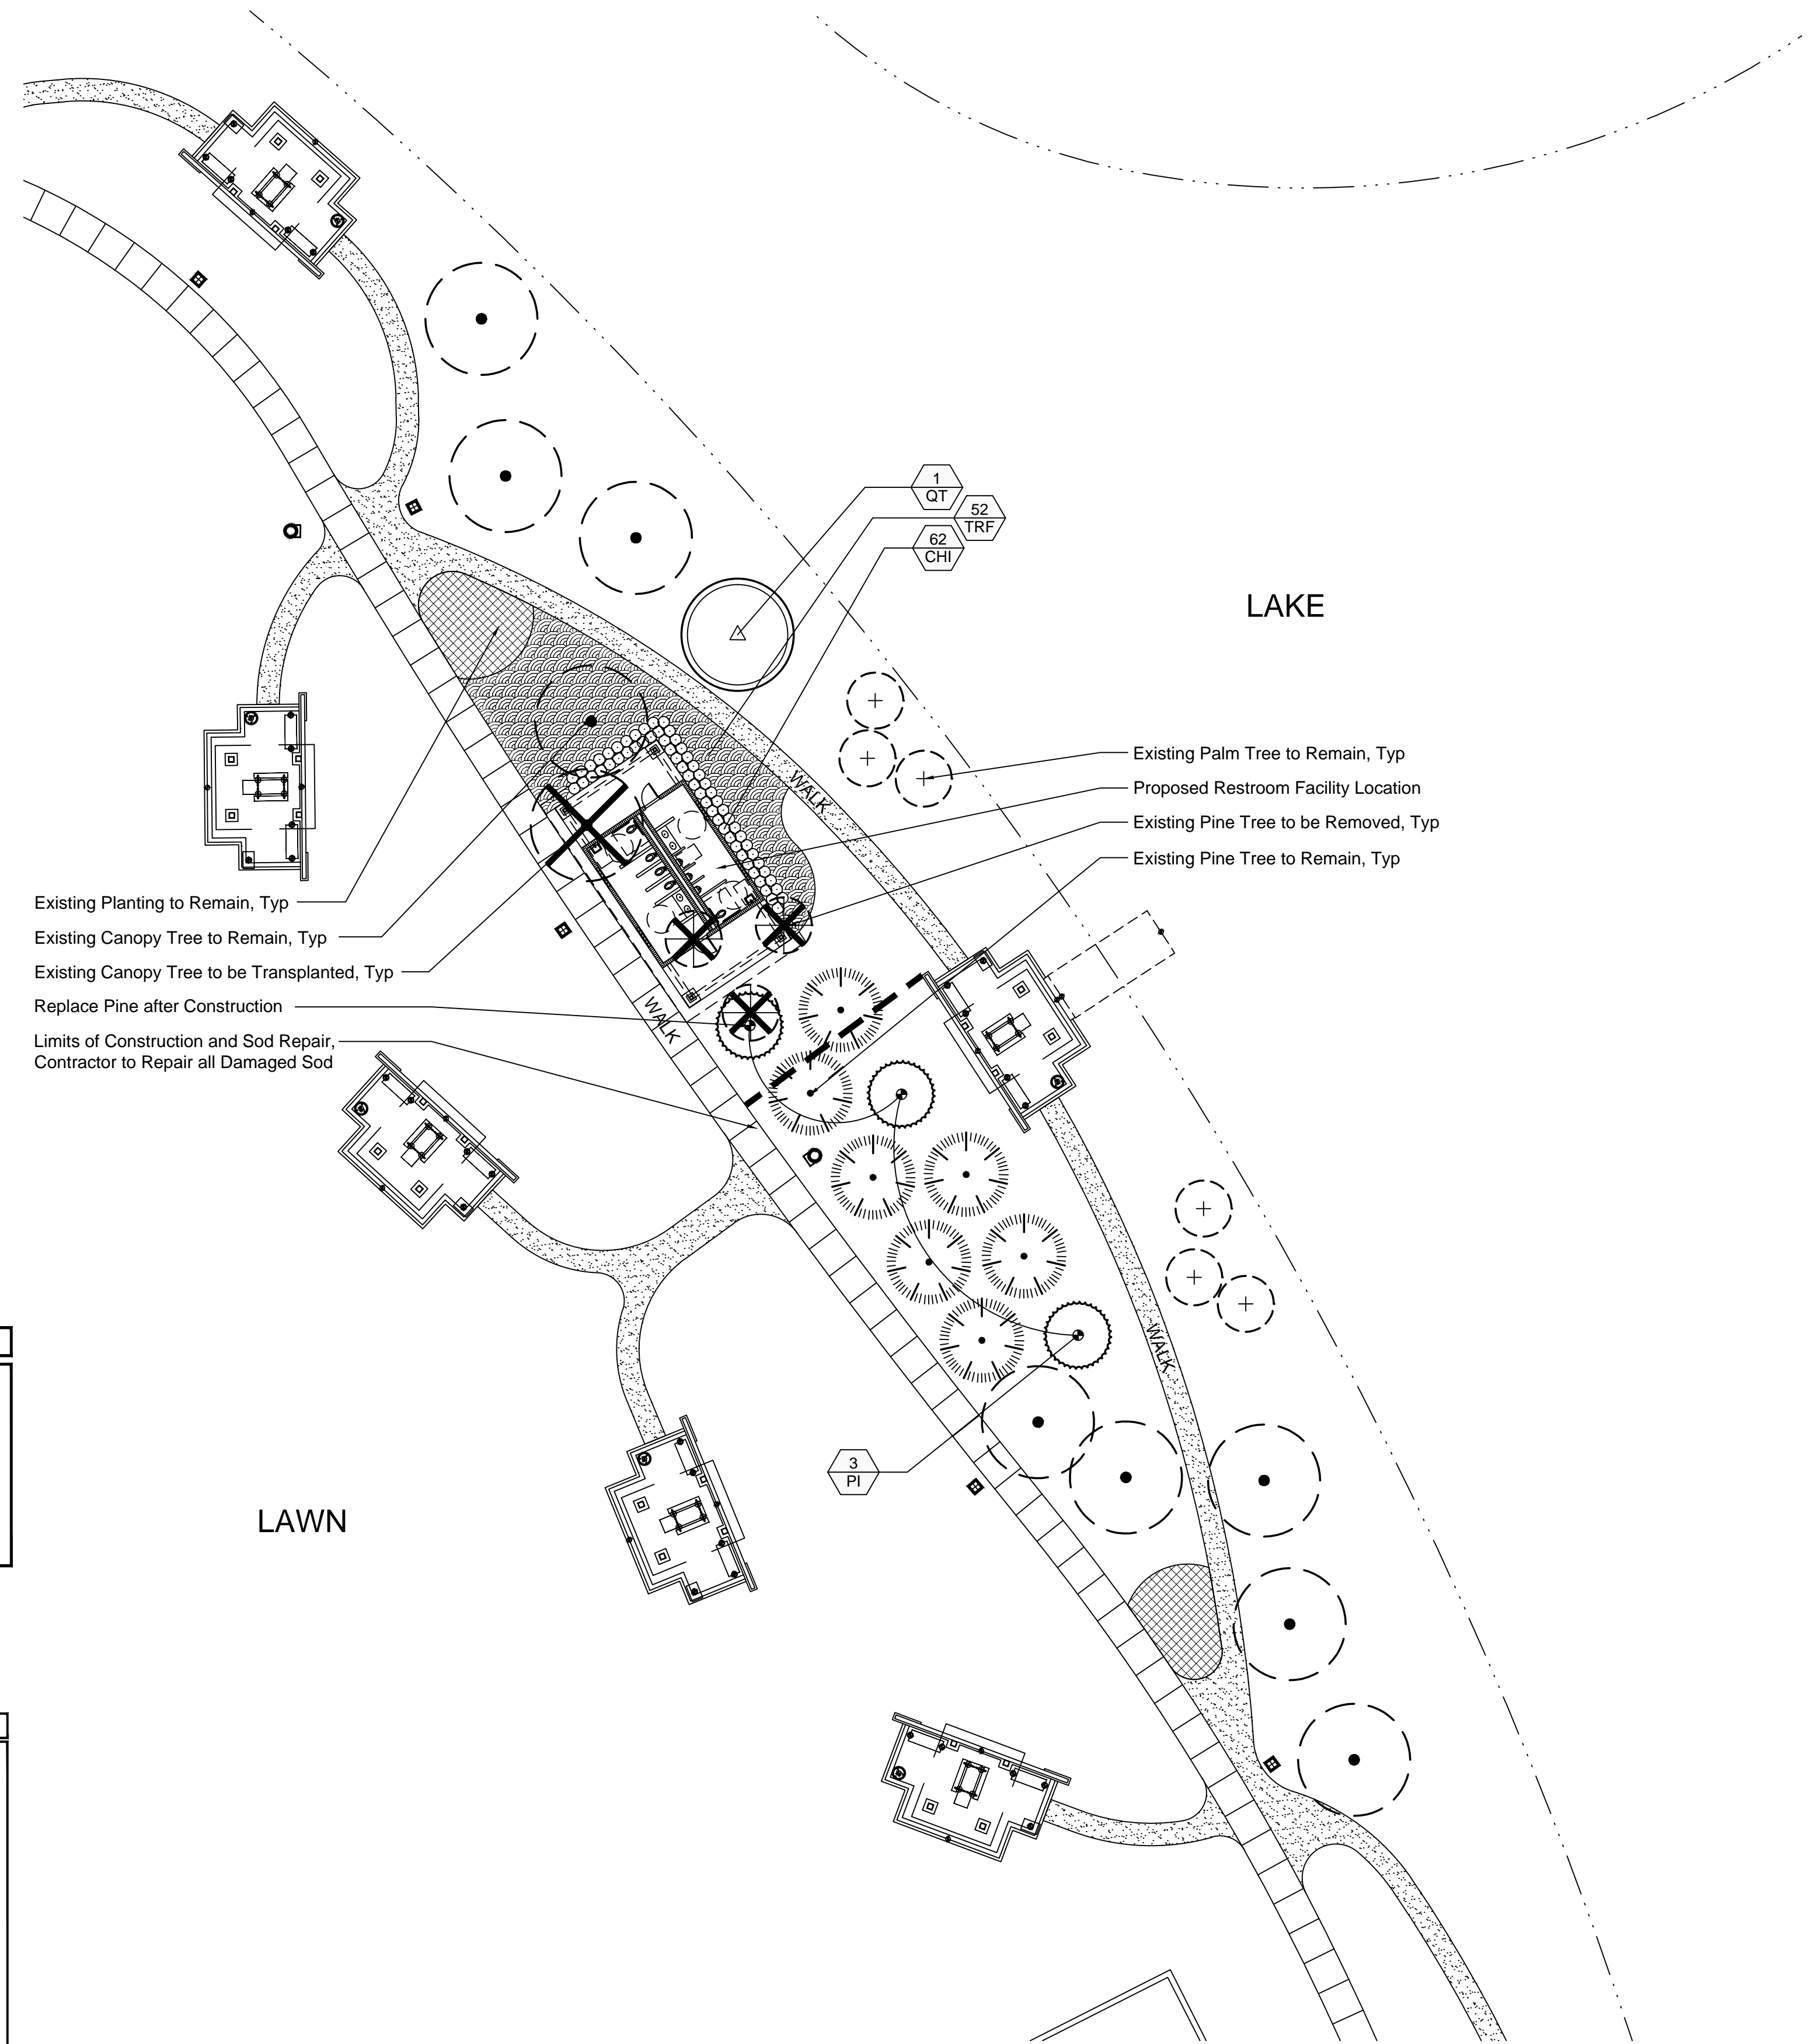 1
QT
52
TRF
62
CHI
LAKE
WALK
Existing Palm Tree to Remain, Typ
Proposed Restroom Facility Location
Existing Pine Tree to be Removed, Typ
Existing Pine Tree to Remain, Typ
Existing Planting to Remain, Typ
Existing Canopy Tree to Remain, Typ
Existing Canopy Tree to be Transplanted, Typ
Replace Pine after Construction
Limits of Construction and Sod Repair,
Contractor to Repair all Damaged Sod
WALK
WALK
3
PI
LAWN